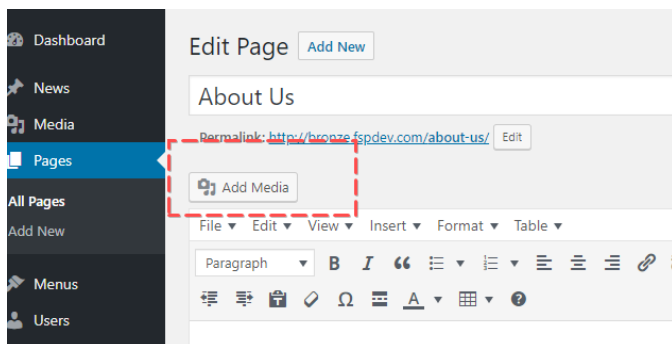 Dashboard
News
Media
Pages
All Pages
Add New
Menus
Users
Edit Page Add New
About Us
Permalink: http://bronze.fspdev.com/about-us/ Edit
Add Media
File Edit View Insert Format Table
Paragraph B I Ω A